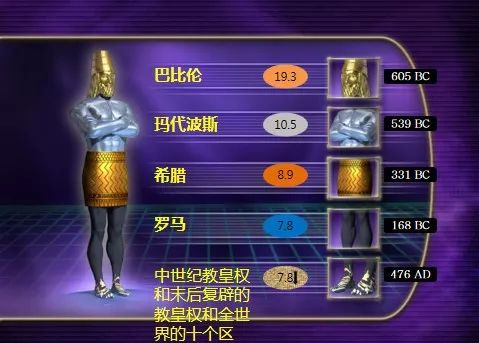 巴比伦 19.3 605 BC
玛代波斯 10.5 539 BC
希腊 8.9 331 BC
罗马 7.8 168 BC
中世纪教皇权 7.8 476 AD
和末后复辟的
教皇权和全世
界的十个区